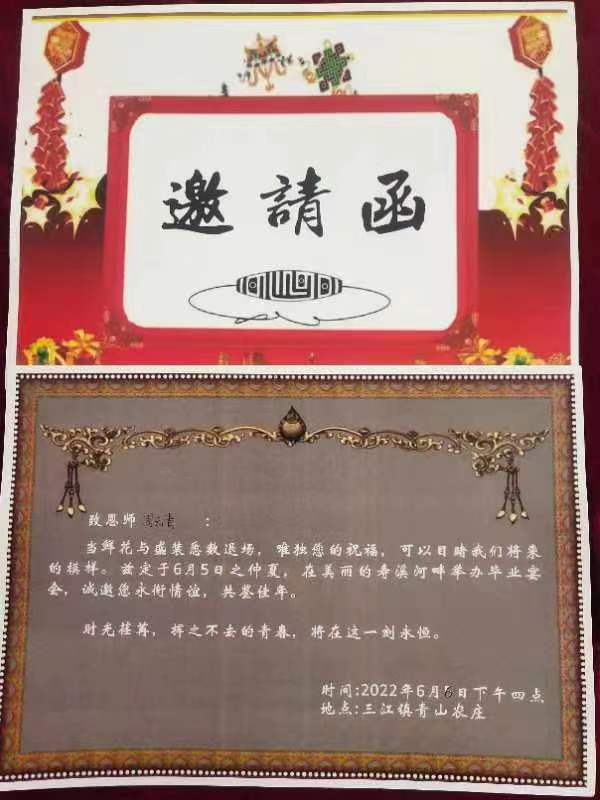 邀請函
致恩师 :
当鲜花与盛装悉数退场，唯独您的祝福，可以目睹我们将来
的模样。兹定于6月5日之仲夏，在美丽的寿溪河畔举办毕业宴
会，诚邀您永衔情谊，共鉴佳年。
时光荏苒，挥之不去的青春，将在这一刻永恒。
时间:2022年6月5日下午四点
地点:三江镇青山农庄